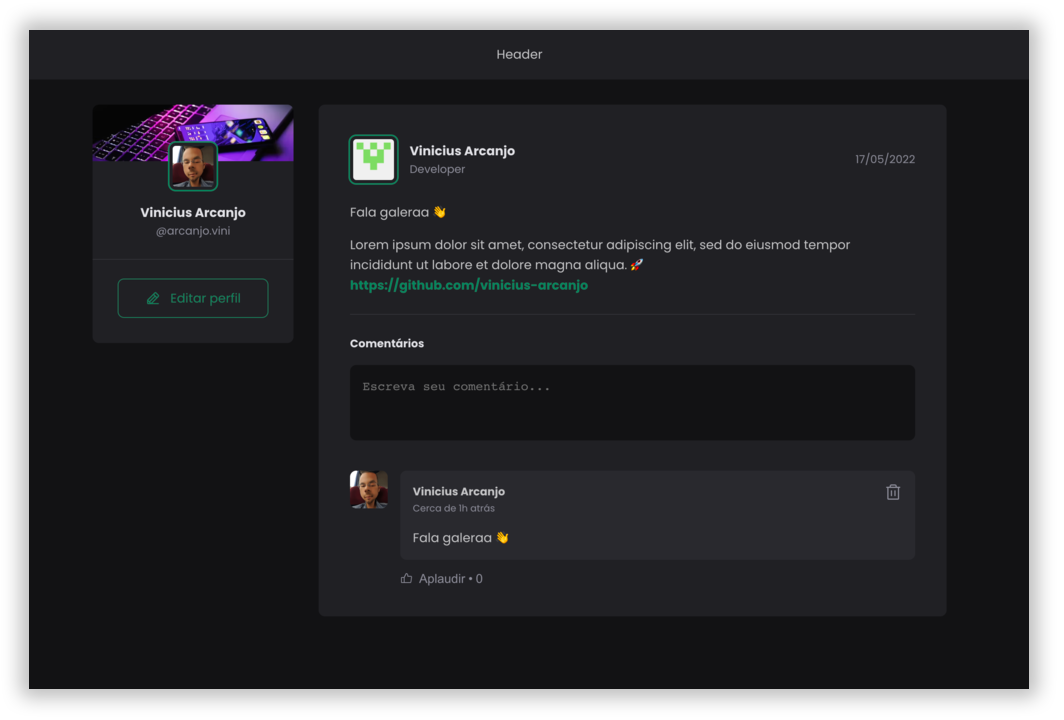 Header
Vinicius Arcanjo
@arcanjo.vini
Editar perfil
Vinicius Arcanjo
Developer
17/05/2022
Fala galeraa 👋
Lorem ipsum dolor sit amet, consectetur adipiscing elit, sed do eiusmod tempor
incididunt ut labore et dolore magna aliqua. 🚀
https://github.com/vinicius-arcanjo
Comentários
Escreva seu comentário...
Vinicius Arcanjo
Cerca de 1h atrás
Fala galeraa 👋
Aplaudir • 0